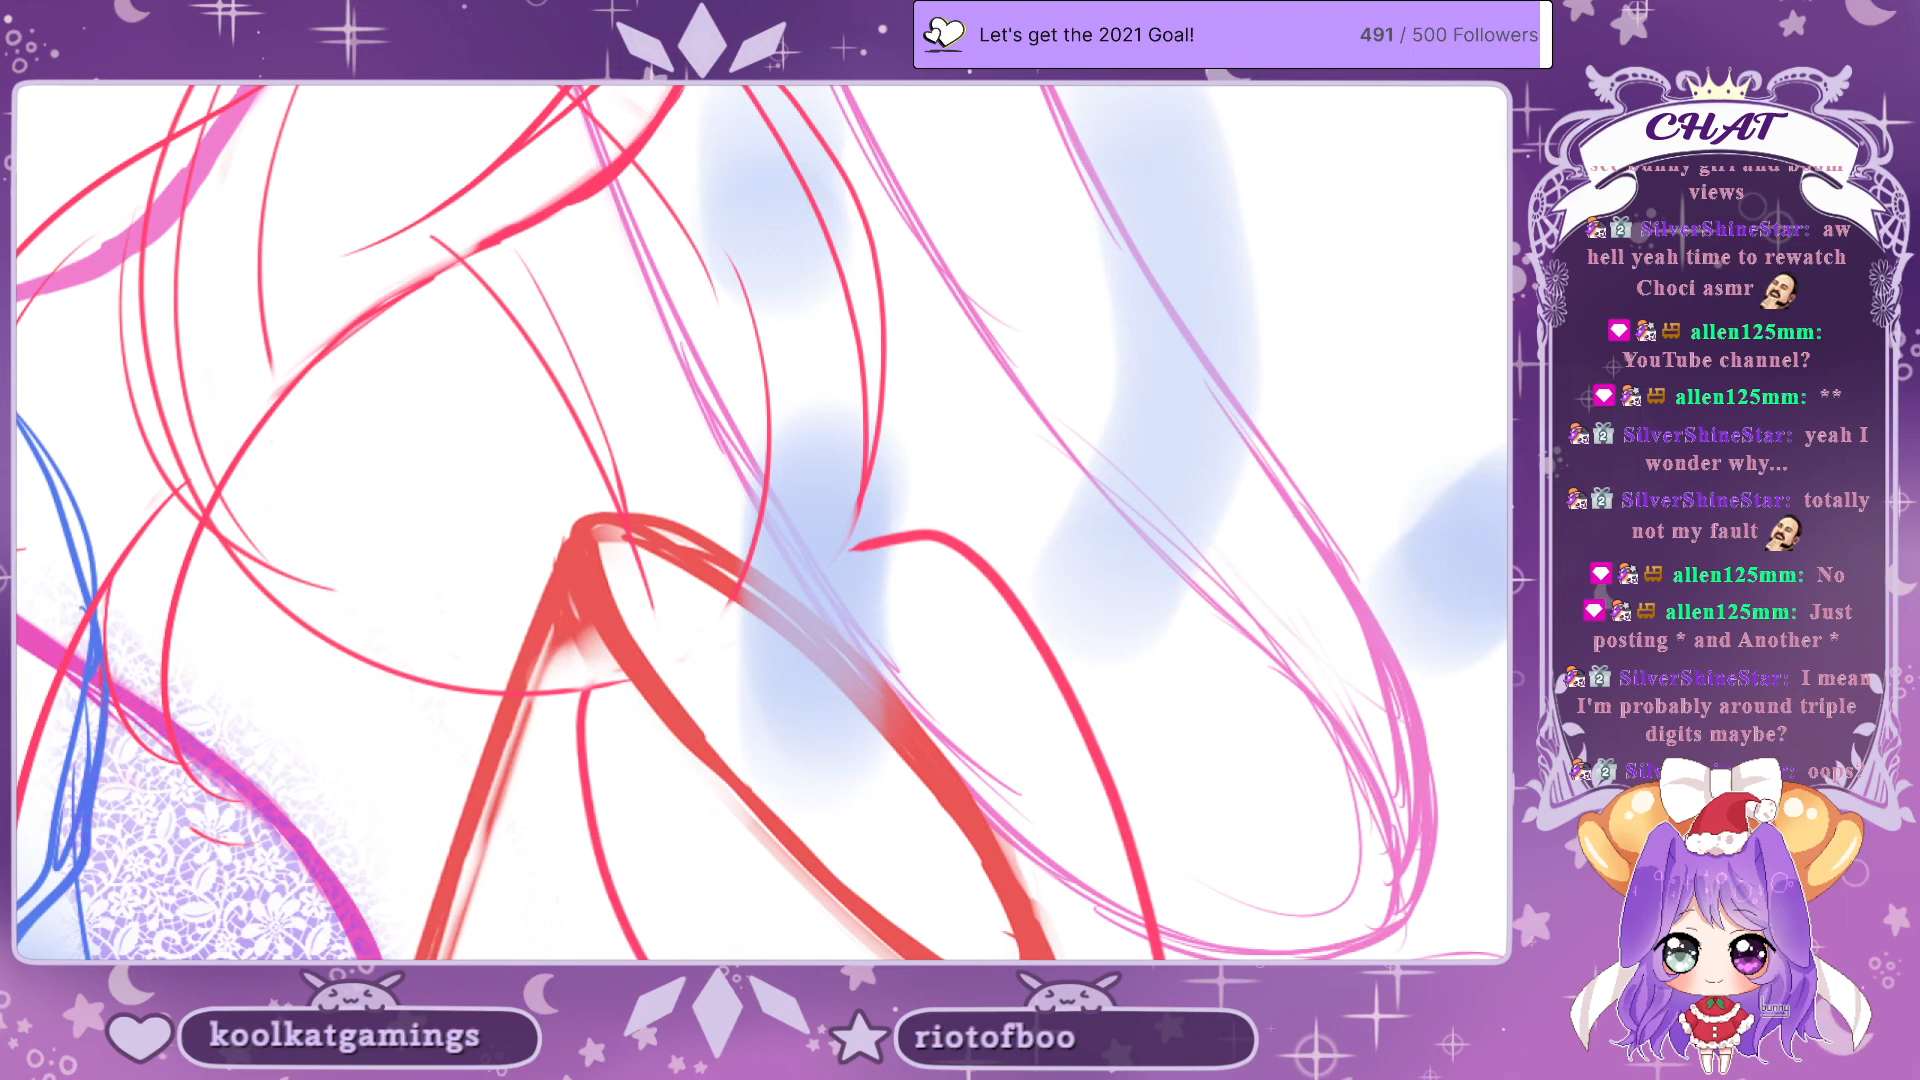 Let's get the 2021 Goal! 491 / 500 Followers
CHAT
views
SilverShineStar: aw
hell yeah time to rewatch
Choci asmr
allen125mm:
YouTube channel?
allen125mm: **
SilverShineStar: yeah I
wonder why...
SilverShineStar: totally
not my fault
allen125mm: No
allen125mm: Just
posting * and Another *
SilverShineStar: I mean
I'm probably around triple
digits maybe?
oops
koolkatgamings
riotofboo